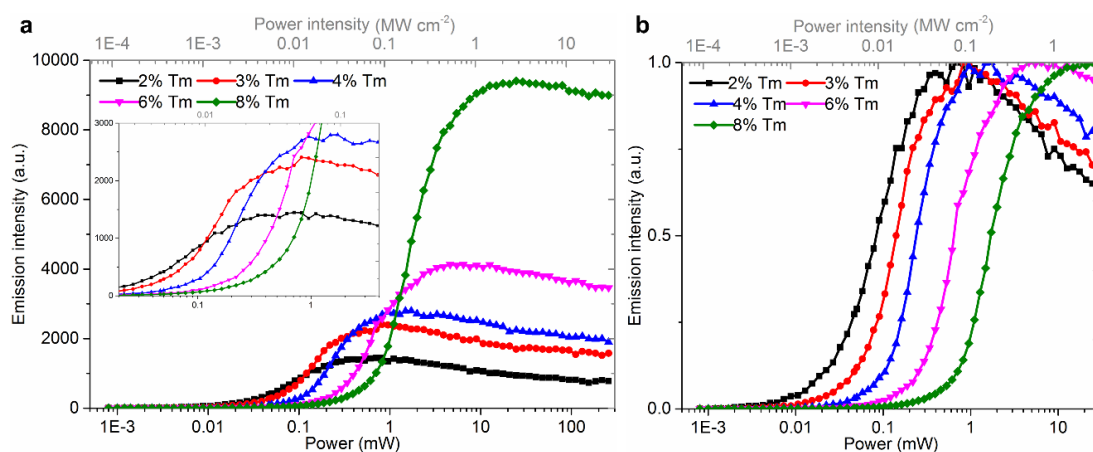 a
Power intensity (MW cm-2)
1E-4 1E-3 0.01 0.1 1 10
10000
9000
8000
7000
6000
5000
4000
3000
2000
1000
0
Emission intensity (a.u.)
2% Tm 3% Tm 4% Tm
6% Tm 8% Tm
0.01 0.1
3000
2000
1000
0
0.1 1
1E-3 0.01 0.1 1 10 100
Power (mW)
b
Power intensity (MW cm-2)
1E-4 1E-3 0.01 0.1 1
1.0
0.5
0.0
Emission intensity (a.u.)
2% Tm 3% Tm
4% Tm 6% Tm
8% Tm
1E-3 0.01 0.1 1 10
Power (mW)